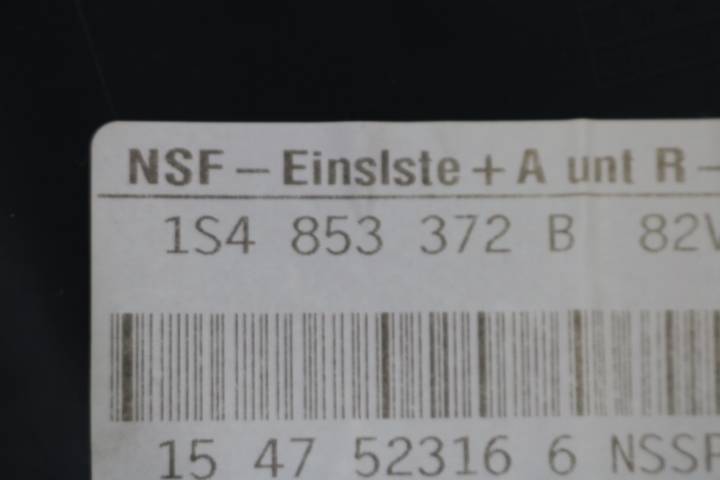 NSF – Einslste + A unt R –
1S4 853 372 B 82V
15 47 52316 6 NSSP